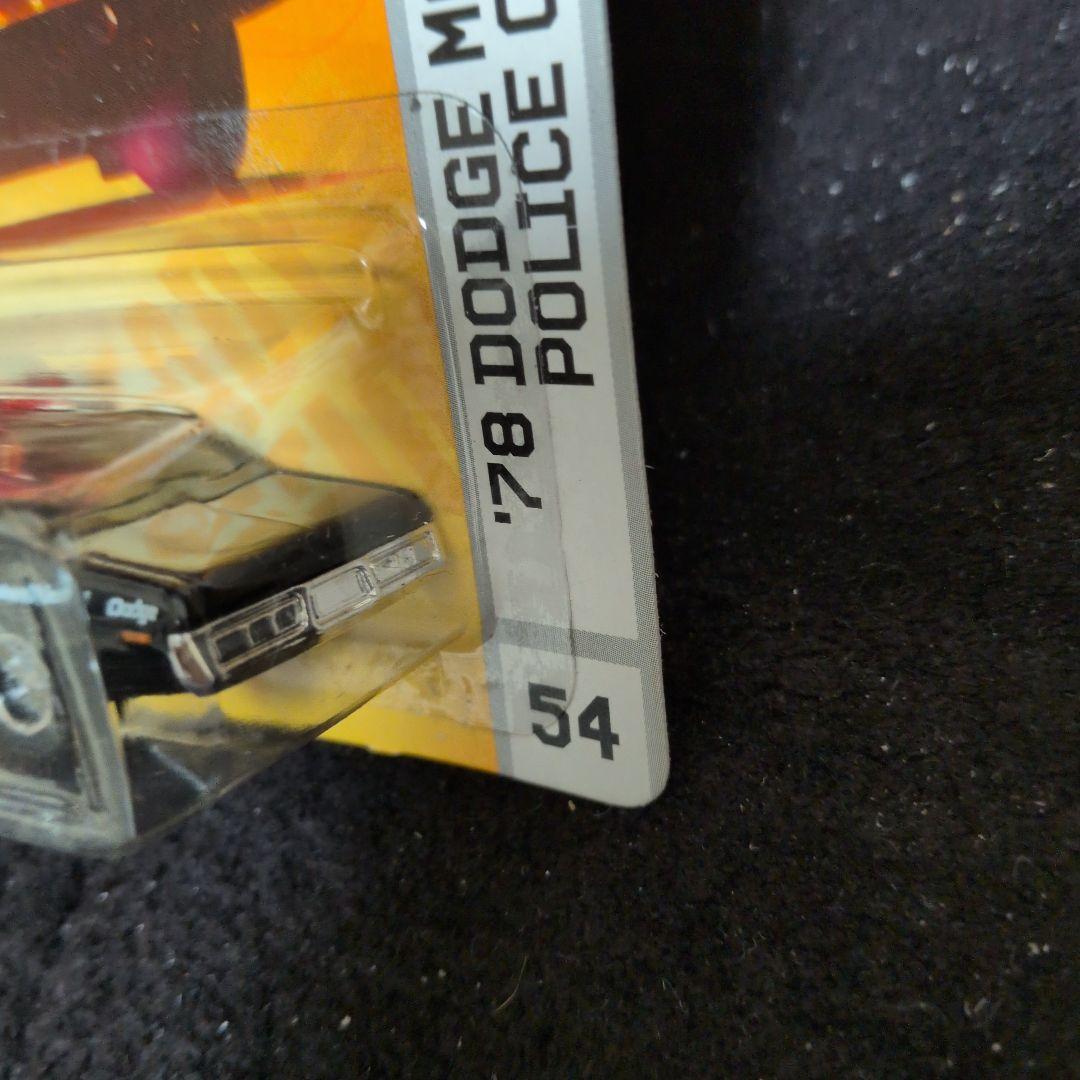 '78 DODGE M
POLICE C
54
Dodge